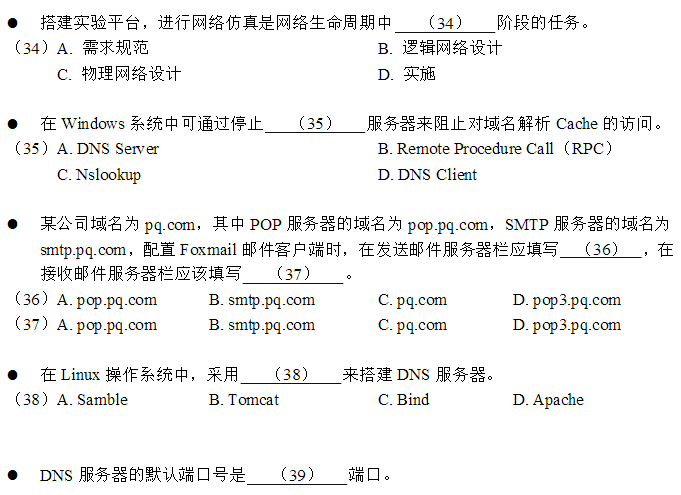 ● 搭建实验平台，进行网络仿真是网络生命周期中（34）阶段的任务。
（34）A. 需求规范 B. 逻辑网络设计
C. 物理网络设计 D. 实施
● 在 Windows 系统中可通过停止（35）服务器来阻止对域名解析 Cache 的访问。
（35）A. DNS Server B. Remote Procedure Call（RPC）
C. Nslookup D. DNS Client
● 某公司域名为 pq.com，其中 POP 服务器的域名为 pop.pq.com，SMTP 服务器的域名为
smtp.pq.com，配置 Foxmail 邮件客户端时，在发送邮件服务器栏应填写（36），在
接收邮件服务器栏应该填写（37）。
（36）A. pop.pq.com B. smtp.pq.com C. pq.com D. pop3.pq.com
（37）A. pop.pq.com B. smtp.pq.com C. pq.com D. pop3.pq.com
● 在 Linux 操作系统中，采用（38）来搭建 DNS 服务器。
（38）A. Samble B. Tomcat C. Bind D. Apache
● DNS 服务器的默认端口号是（39）端口。